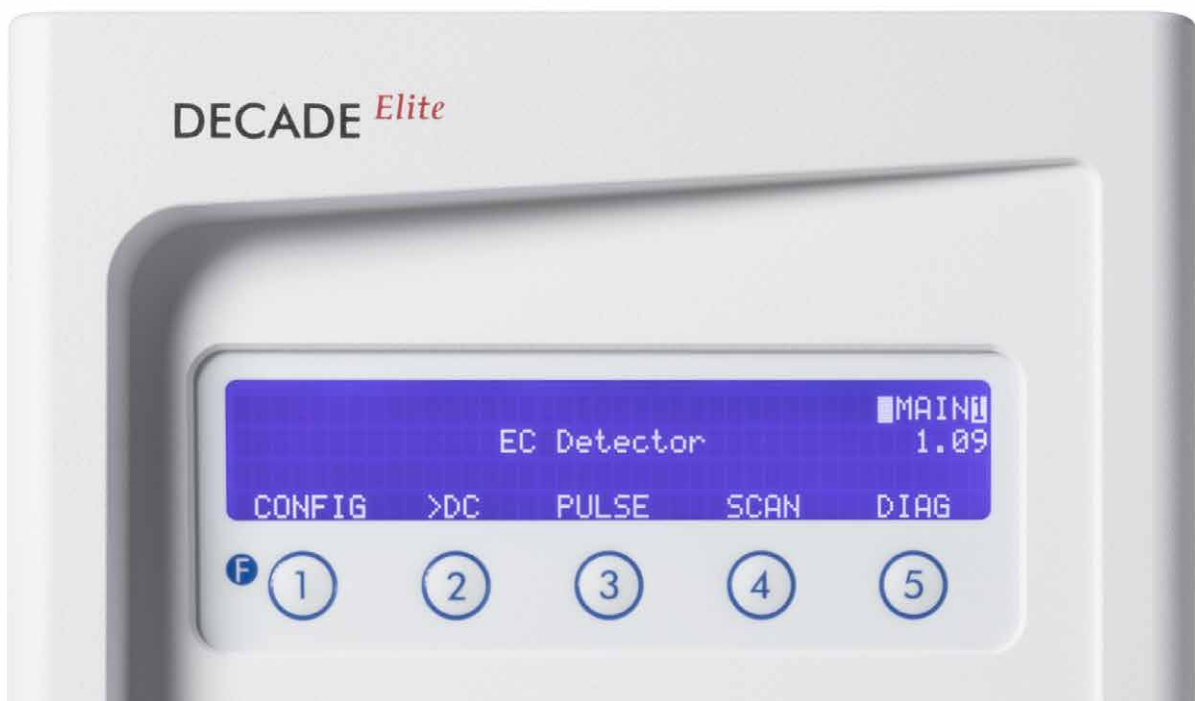 DECADE Elite
MAIN1
EC Detector 1.09
CONFIG >DC PULSE SCAN DIAG
F 1 2 3 4 5